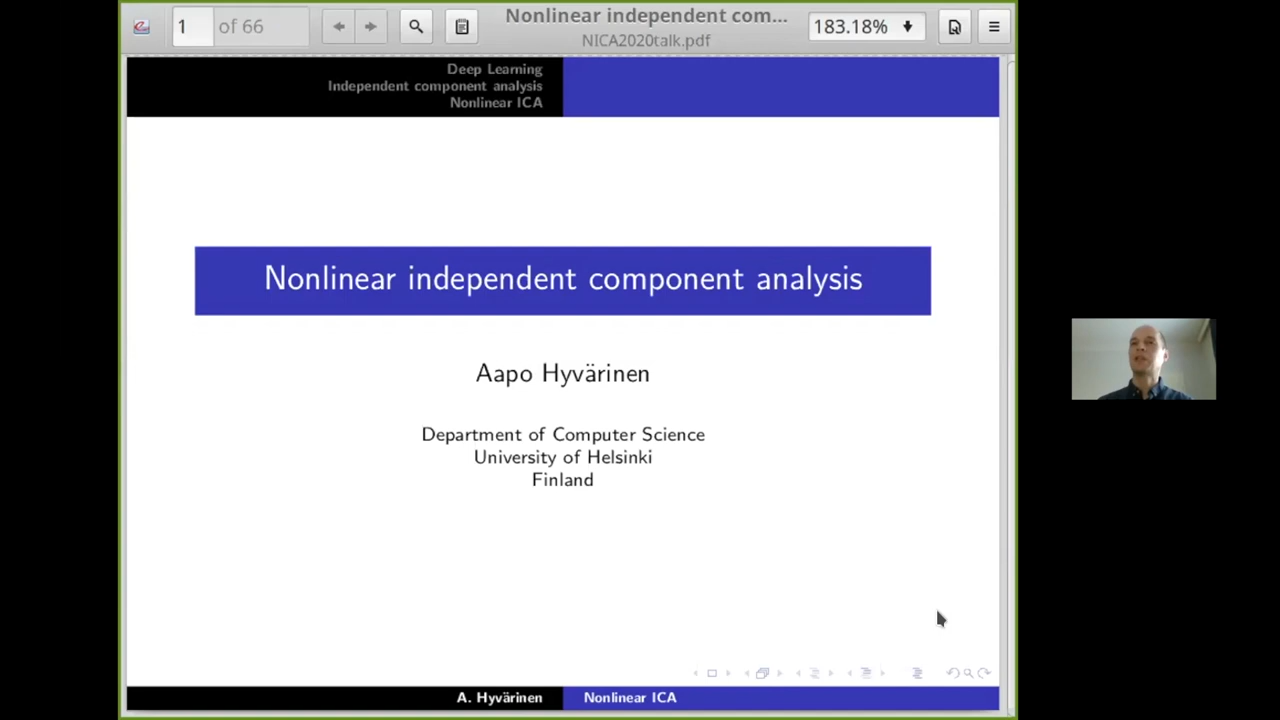 1 of 66
Nonlinear independent com...
NICA2020talk.pdf
183.18%
Deep Learning
Independent component analysis
Nonlinear ICA
Nonlinear independent component analysis
Aapo Hyvärinen
Department of Computer Science
University of Helsinki
Finland
A. Hyvärinen
Nonlinear ICA